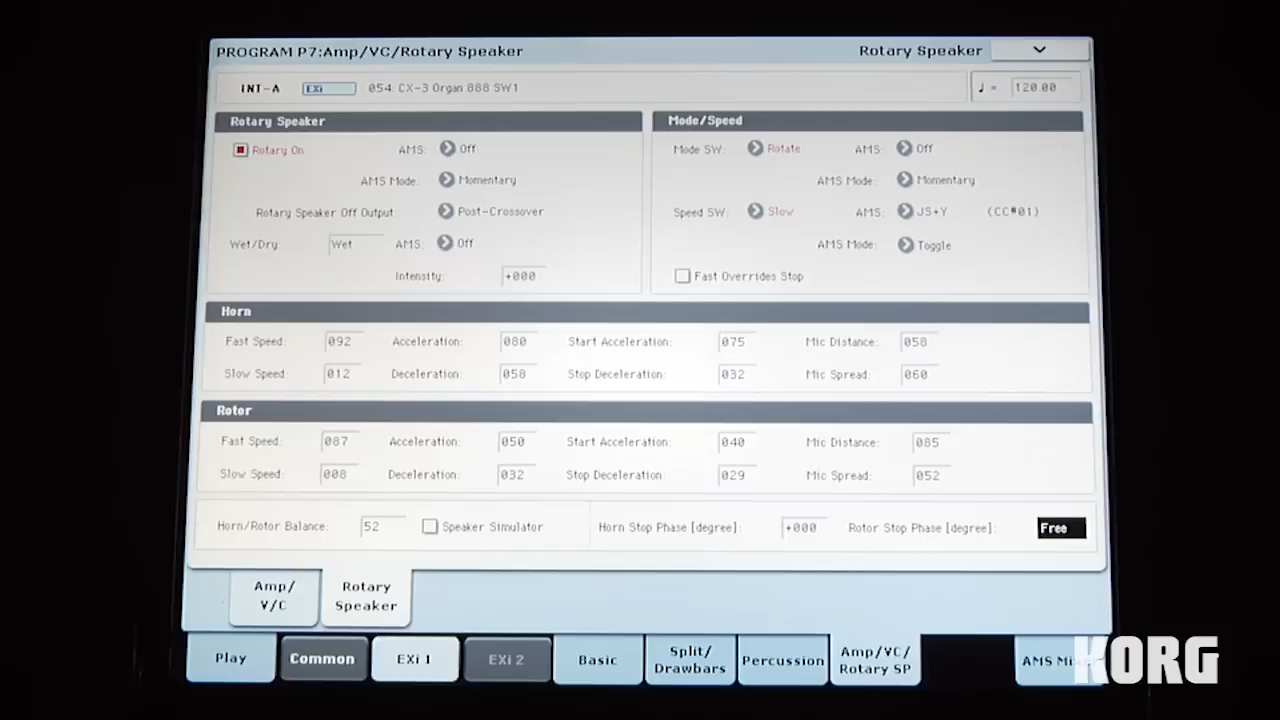 PROGRAM P7:Amp/VC/Rotary Speaker Rotary Speaker
INT-A EXi 054: CX-3 Organ 888 SW1 ♩ = 120.00
Rotary Speaker
Rotary On AMS: Off
AMS Mode: Momentary
Rotary Speaker Off Output: Post-Crossover
Wet/Dry: Wet AMS: Off
Intensity: +000
Mode/Speed
Mode SW: Rotate AMS: Off
AMS Mode: Momentary
Speed SW: Slow AMS: JS+Y (CC#01)
AMS Mode: Toggle
Fast Overrides Stop
Horn
Fast Speed: 092 Acceleration: 080 Start Acceleration: 075 Mic Distance: 058
Slow Speed: 012 Deceleration: 058 Stop Deceleration: 032 Mic Spread: 060
Rotor
Fast Speed: 087 Acceleration: 050 Start Acceleration: 040 Mic Distance: 085
Slow Speed: 008 Deceleration: 032 Stop Deceleration: 029 Mic Spread: 052
Horn/Rotor Balance: 52 Speaker Simulator Horn Stop Phase [degree]: +000 Rotor Stop Phase [degree]: Free
Amp/
V/C
Rotary
Speaker
Play
Common
EXi 1
EXi 2
Basic
Split/
Drawbars
Percussion
Amp/VC/
Rotary SP
AMS
KORG